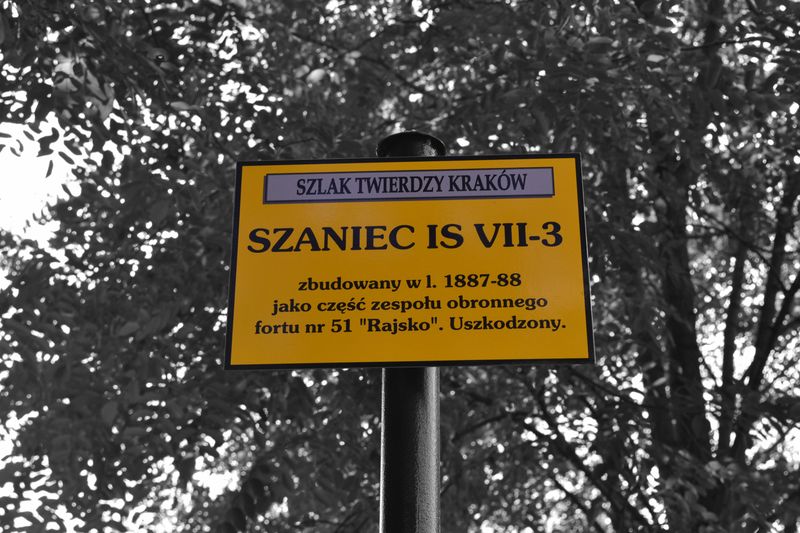 SZLAK TWIERDZY KRAKÓW
SZANIEC IS VII-3
zbudowany w l. 1887-88
jako część zespołu obronnego
fortu nr 51 "Rajsko". Uszkodzony.